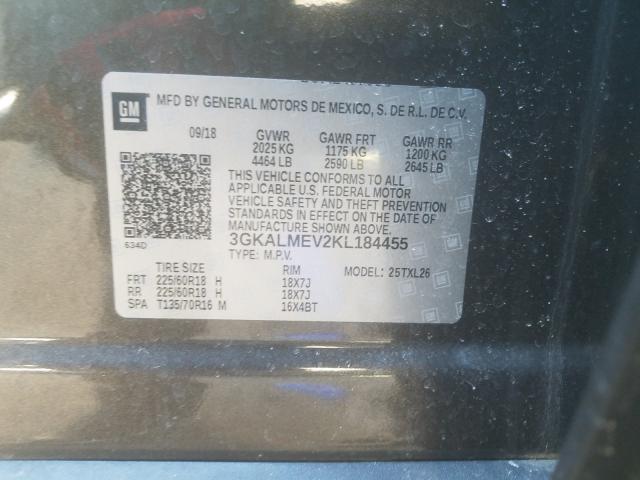 GM
MFD BY GENERAL MOTORS DE MEXICO, S. DE R.L. DE C.V.
09/18 GVWR GAWR FRT GAWR RR
2025 KG 1175 KG 1200 KG
4464 LB 2590 LB 2645 LB
THIS VEHICLE CONFORMS TO ALL
APPLICABLE U.S. FEDERAL MOTOR
VEHICLE SAFETY AND THEFT PREVENTION
STANDARDS IN EFFECT ON THE DATE OF
MANUFACTURE SHOWN ABOVE.
634D 3GKALMEV2KL184455
TYPE: M.P.V.
TIRE SIZE RIM MODEL: 25TXL26
FRT 225/60R18 H 18X7J
RR 225/60R18 H 18X7J
SPA T135/70R16 M 16X4BT